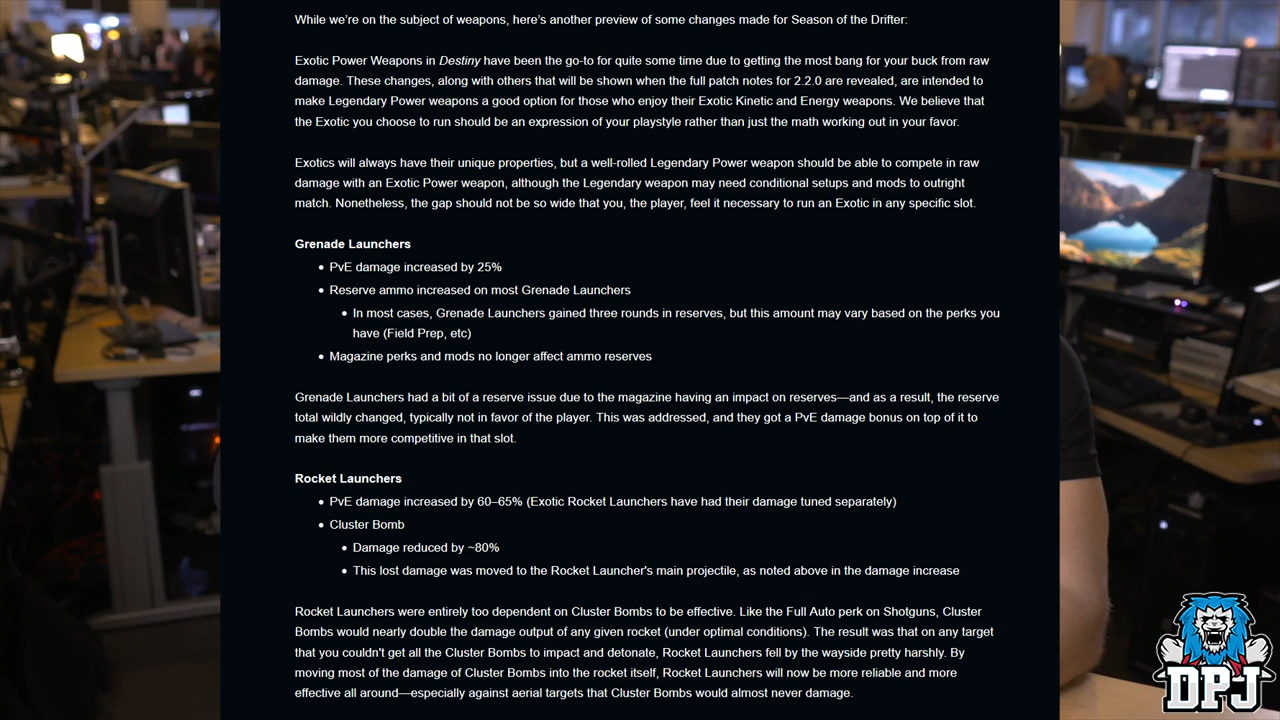 While we’re on the subject of weapons, here’s another preview of some changes made for Season of the Drifter:
Exotic Power Weapons in Destiny have been the go-to for quite some time due to getting the most bang for your buck from raw
damage. These changes, along with others that will be shown when the full patch notes for 2.2.0 are revealed, are intended to
make Legendary Power weapons a good option for those who enjoy their Exotic Kinetic and Energy weapons. We believe that
the Exotic you choose to run should be an expression of your playstyle rather than just the math working out in your favor.
Exotics will always have their unique properties, but a well-rolled Legendary Power weapon should be able to compete in raw
damage with an Exotic Power weapon, although the Legendary weapon may need conditional setups and mods to outright
match. Nonetheless, the gap should not be so wide that you, the player, feel it necessary to run an Exotic in any specific slot.
Grenade Launchers
• PvE damage increased by 25%
• Reserve ammo increased on most Grenade Launchers
• In most cases, Grenade Launchers gained three rounds in reserves, but this amount may vary based on the perks you
have (Field Prep, etc)
• Magazine perks and mods no longer affect ammo reserves
Grenade Launchers had a bit of a reserve issue due to the magazine having an impact on reserves—and as a result, the reserve
total wildly changed, typically not in favor of the player. This was addressed, and they got a PvE damage bonus on top of it to
make them more competitive in that slot.
Rocket Launchers
• PvE damage increased by 60–65% (Exotic Rocket Launchers have had their damage tuned separately)
• Cluster Bomb
• Damage reduced by ~80%
• This lost damage was moved to the Rocket Launcher's main projectile, as noted above in the damage increase
Rocket Launchers were entirely too dependent on Cluster Bombs to be effective. Like the Full Auto perk on Shotguns, Cluster
Bombs would nearly double the damage output of any given rocket (under optimal conditions). The result was that on any target
that you couldn't get all the Cluster Bombs to impact and detonate, Rocket Launchers fell by the wayside pretty harshly. By
moving most of the damage of Cluster Bombs into the rocket itself, Rocket Launchers will now be more reliable and more
effective all around—especially against aerial targets that Cluster Bombs would almost never damage.
DPJ